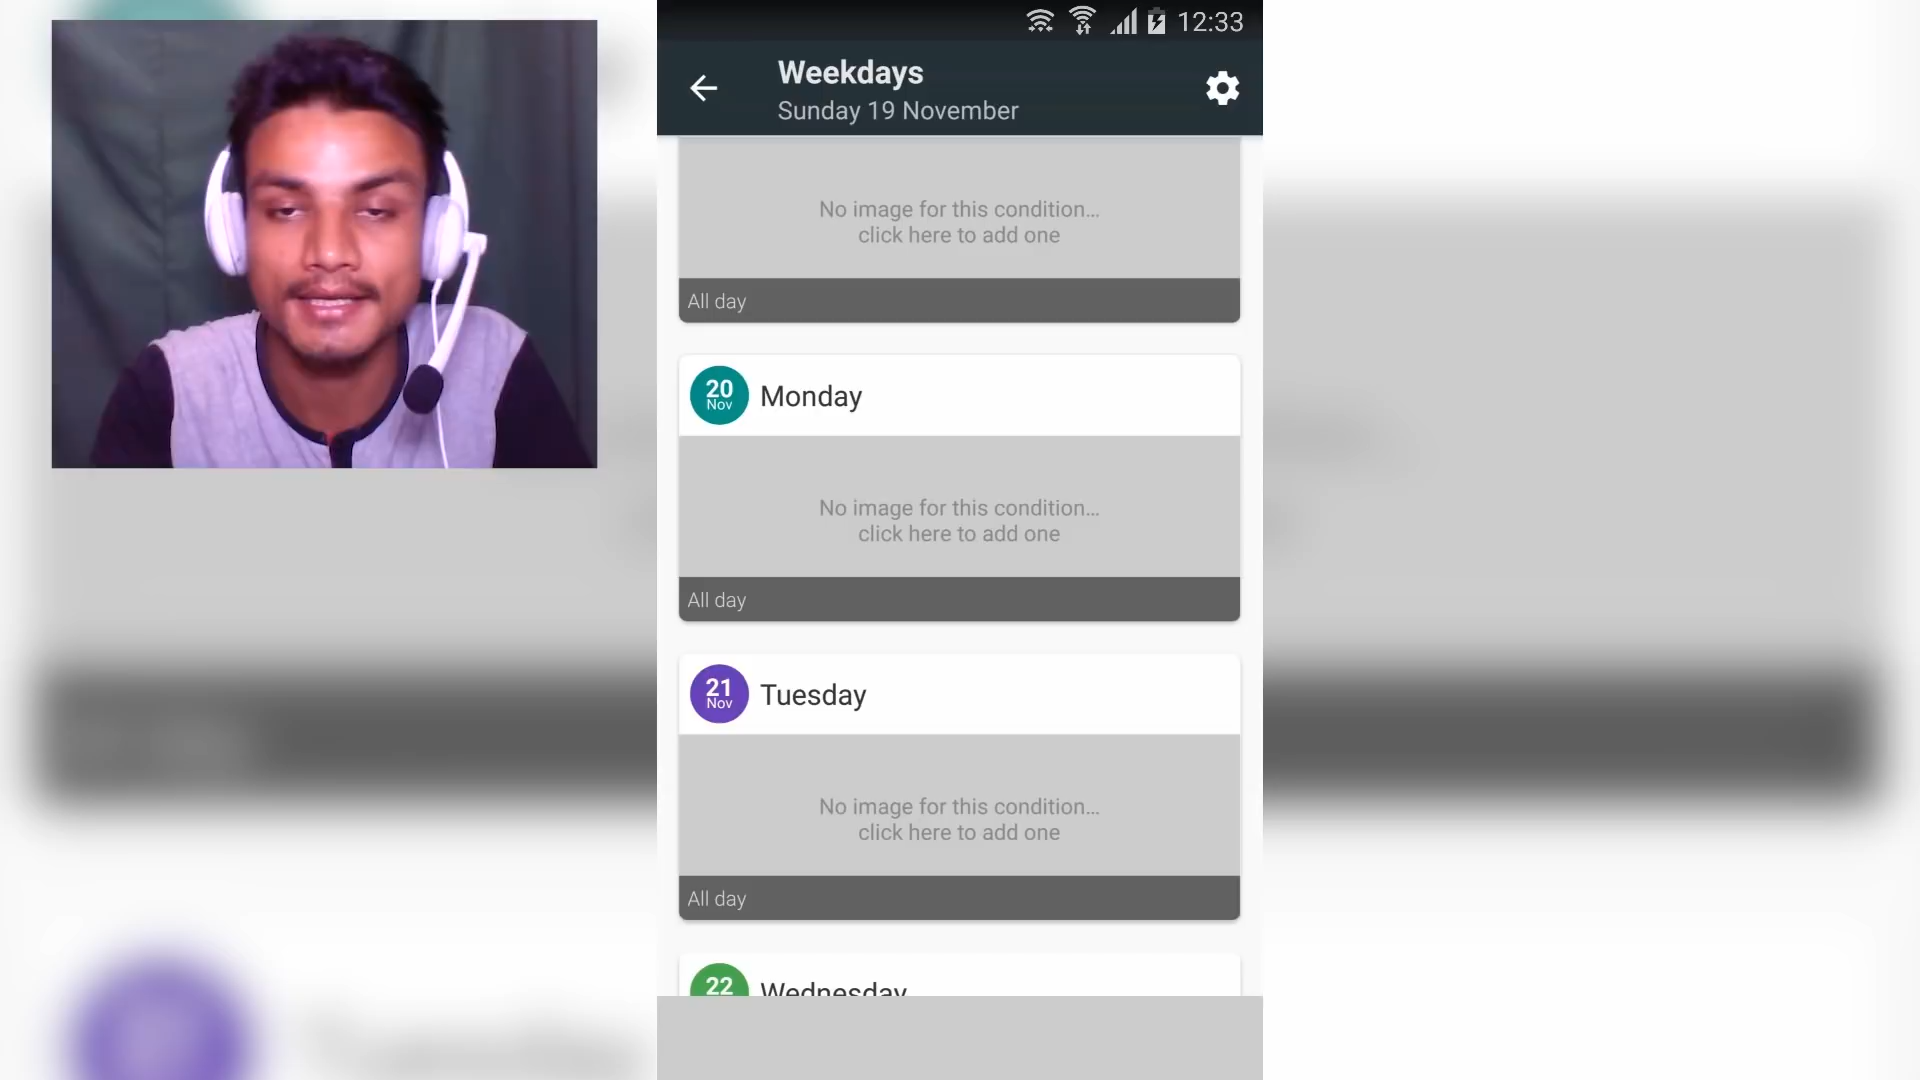 12:33
Weekdays
Sunday 19 November
No image for this condition...
click here to add one
All day
20
Nov
Monday
No image for this condition...
click here to add one
All day
21
Nov
Tuesday
No image for this condition...
click here to add one
All day
22
Wednesday